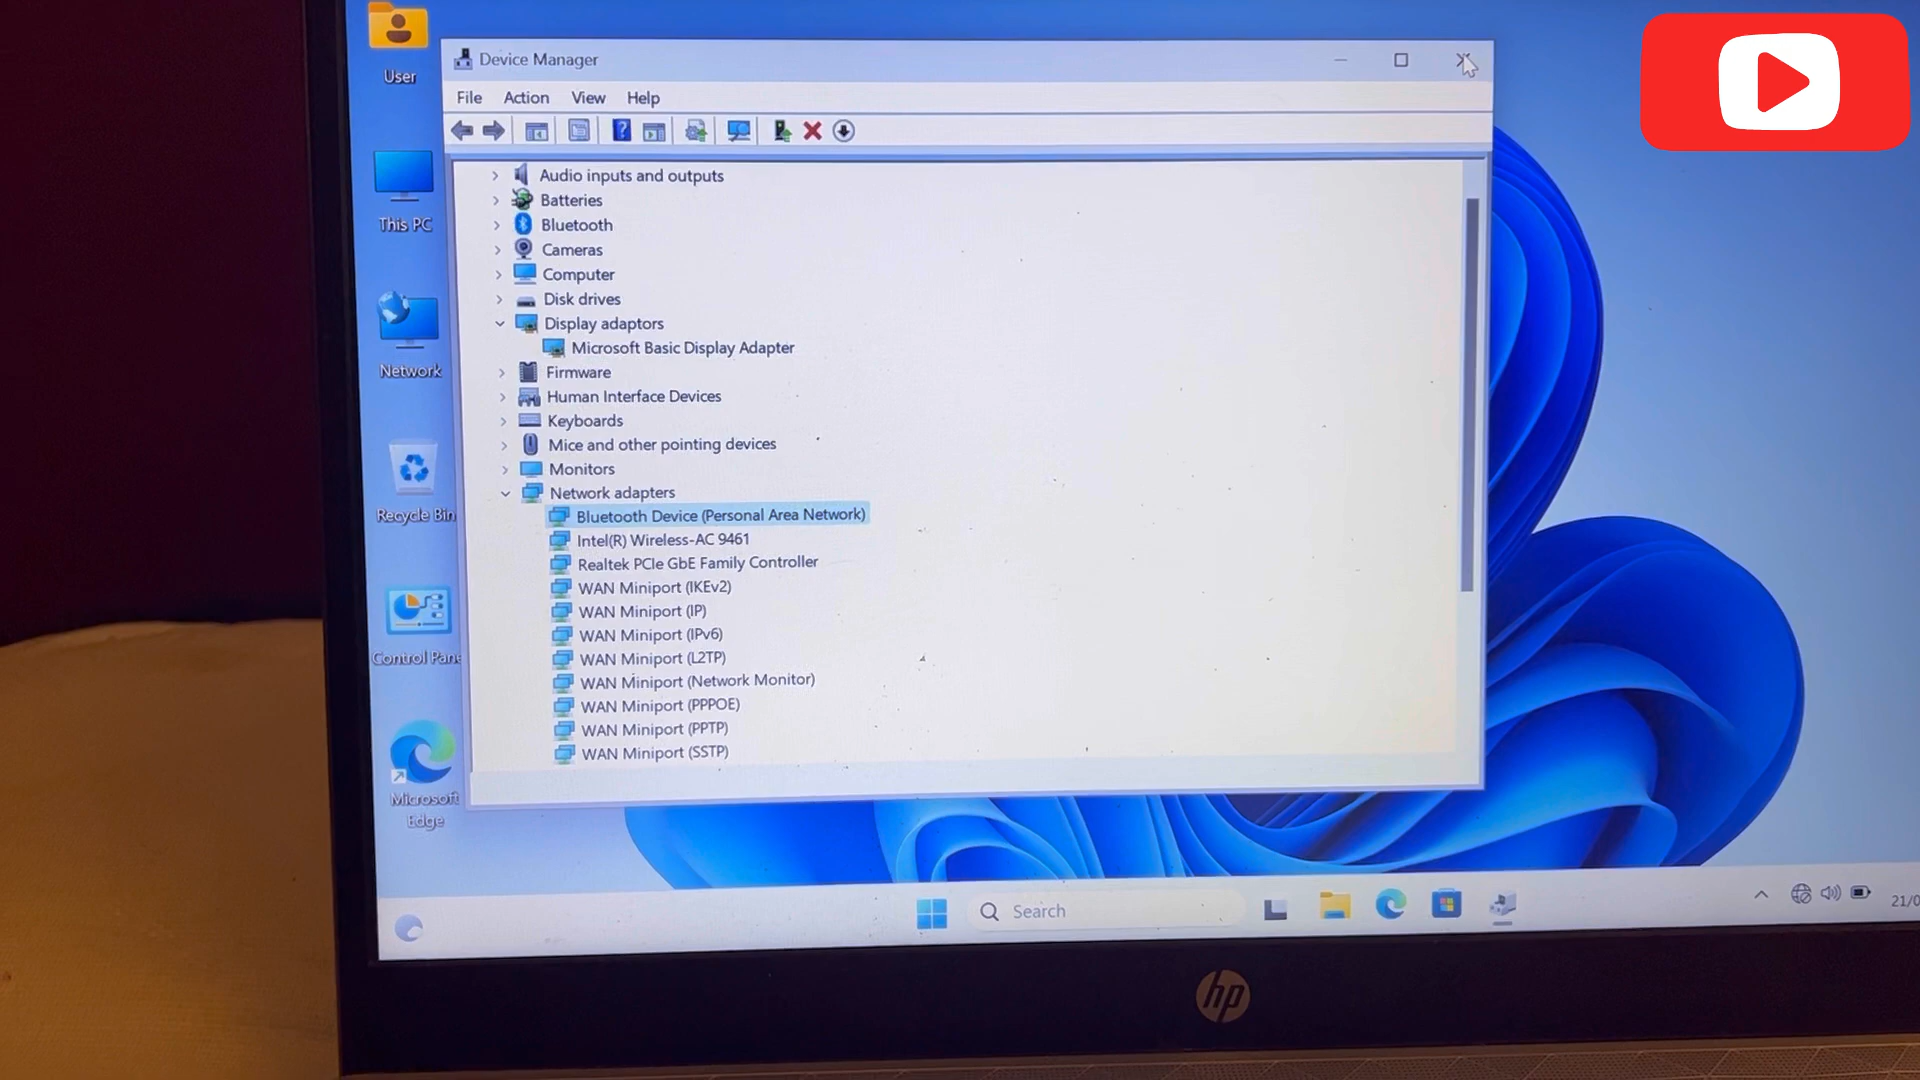 User
This PC
Network
Recycle Bin
Control Pane
Microsoft
Edge
Device Manager
File Action View Help
Audio inputs and outputs
Batteries
Bluetooth
Cameras
Computer
Disk drives
Display adaptors
Microsoft Basic Display Adapter
Firmware
Human Interface Devices
Keyboards
Mice and other pointing devices
Monitors
Network adapters
Bluetooth Device (Personal Area Network)
Intel(R) Wireless-AC 9461
Realtek PCIe GbE Family Controller
WAN Miniport (IKEv2)
WAN Miniport (IP)
WAN Miniport (IPv6)
WAN Miniport (L2TP)
WAN Miniport (Network Monitor)
WAN Miniport (PPPOE)
WAN Miniport (PPTP)
WAN Miniport (SSTP)
Search
21/0
hp